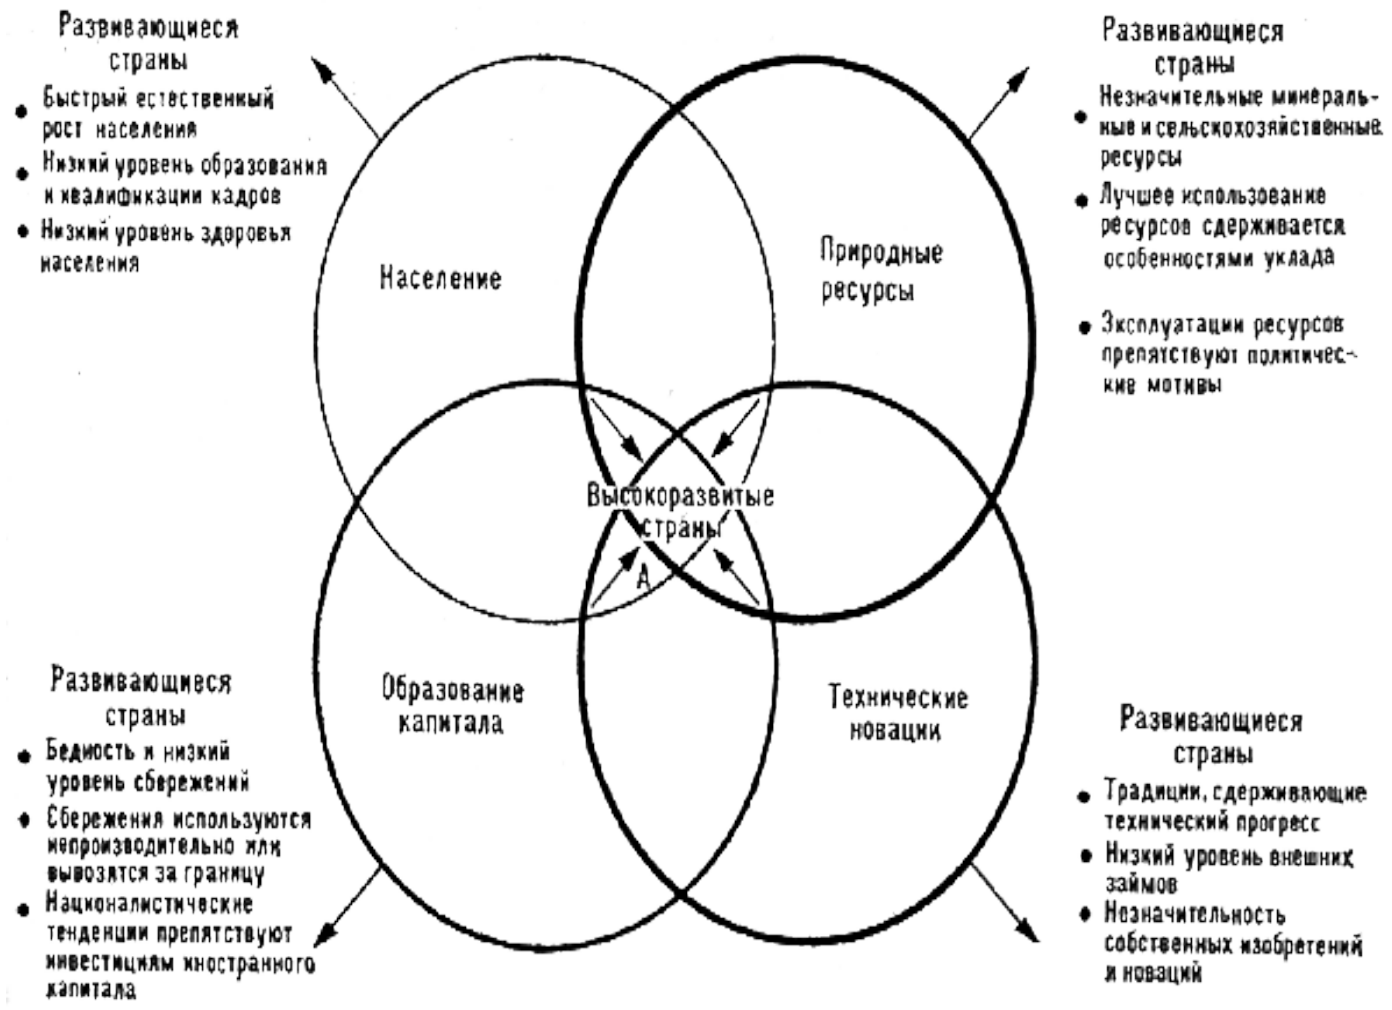 Развивающиеся
страны
• Быстрый естественный
рост населения
• Низкий уровень образования
и квалификации кадров
• Низкий уровень здоровья
населения
Развивающиеся
страны
• Незначительные минераль-
ные и сельскохозяйственные
ресурсы
• Лучшее использование
ресурсов сдерживается
особенностями уклада
• Эксплуатации ресурсов
препятствуют политичес-
кие мотивы
Население
Природные
ресурсы
Высокоразвитые
страны
А
Образование
капитала
Технические
новации
Развивающиеся
страны
• Бедность и низкий
уровень сбережений
• Сбережения используются
непроизводительно или
вывозятся за границу
• Националистические
тенденции препятствуют
инвестициям иностранного
капитала
Развивающиеся
страны
• Традиции, сдерживающие
технический прогресс
• Низкий уровень внешних
займов
• Незначительность
собственных изобретений
и новаций